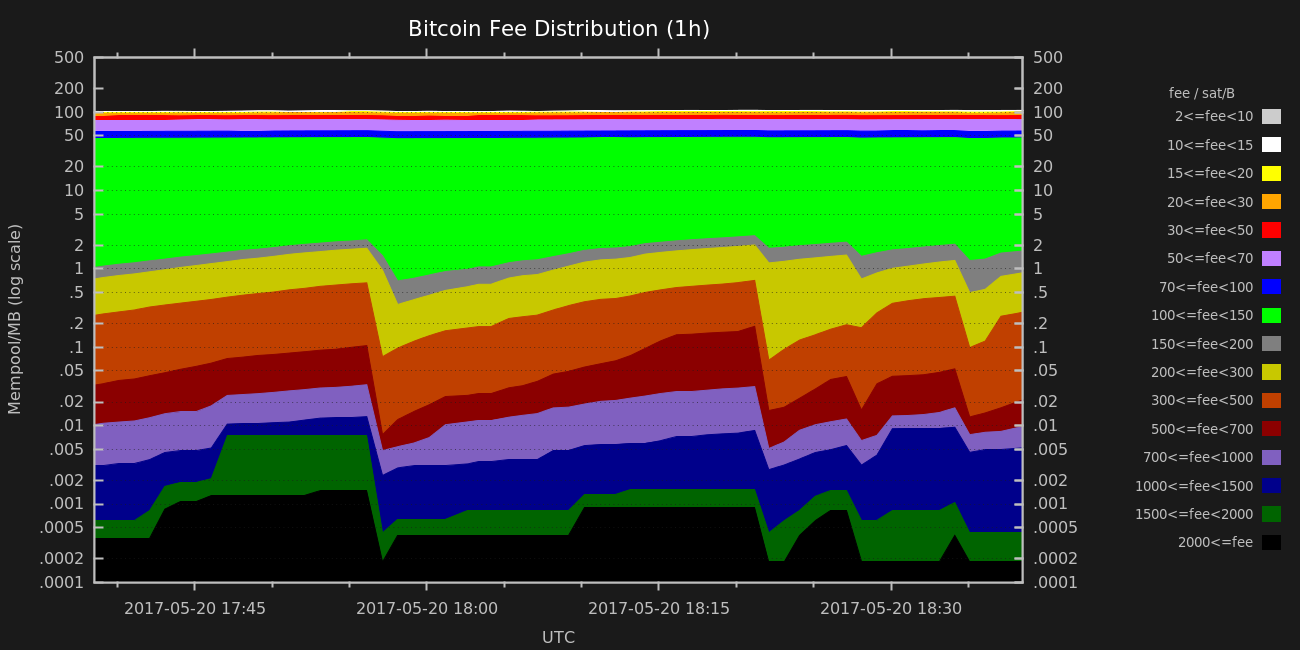 Bitcoin Fee Distribution (1h)
500
200
100
50
20
10
5
2
1
.5
.2
.1
.05
.02
.01
.005
.002
.001
.0005
.0002
.0001
Mempool/MB (log scale)
500
200
100
50
20
10
5
2
1
.5
.2
.1
.05
.02
.01
.005
.002
.001
.0005
.0002
.0001
2017-05-20 17:45
2017-05-20 18:00
2017-05-20 18:15
2017-05-20 18:30
UTC
fee / sat/B
2<=fee<10
10<=fee<15
15<=fee<20
20<=fee<30
30<=fee<50
50<=fee<70
70<=fee<100
100<=fee<150
150<=fee<200
200<=fee<300
300<=fee<500
500<=fee<700
700<=fee<1000
1000<=fee<1500
1500<=fee<2000
2000<=fee